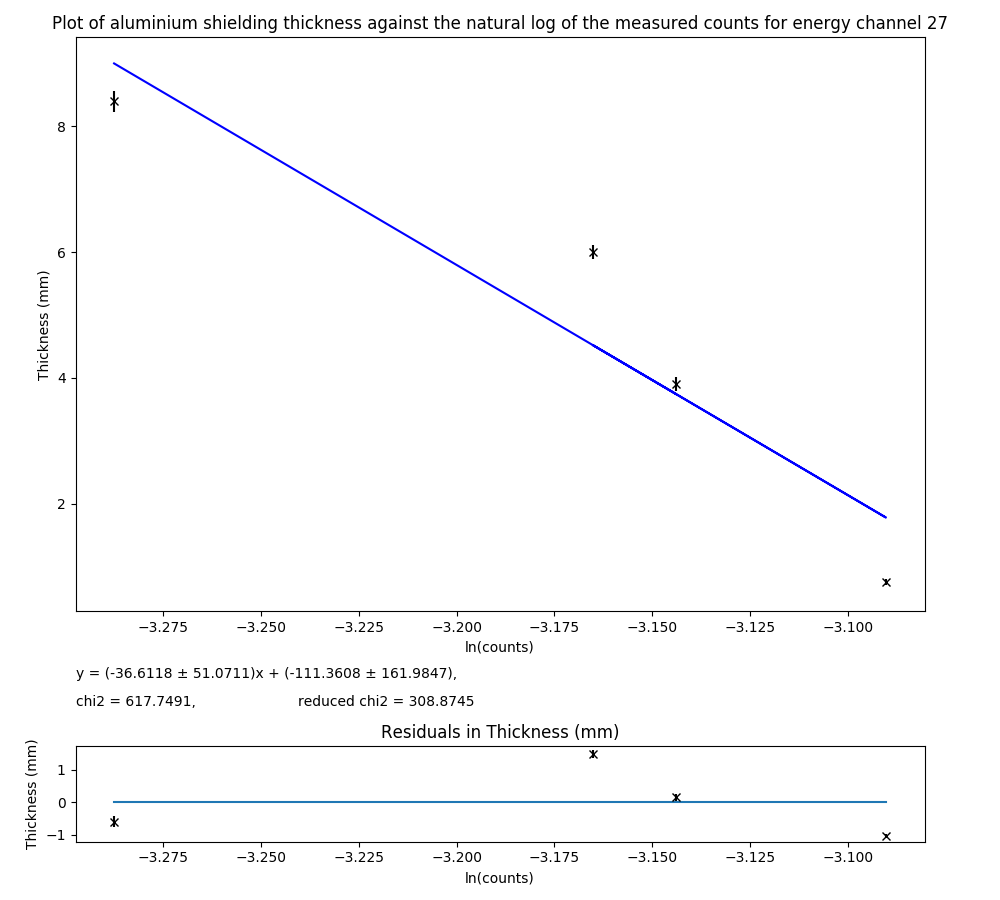 Plot of aluminium shielding thickness against the natural log of the measured counts for energy channel 27
Thickness (mm)
8
6
4
2
−3.275 −3.250 −3.225 −3.200 −3.175 −3.150 −3.125 −3.100
ln(counts)
y = (-36.6118 ± 51.0711)x + (-111.3608 ± 161.9847),
chi2 = 617.7491, reduced chi2 = 308.8745
Residuals in Thickness (mm)
Thickness (mm)
1
0
−1
−3.275 −3.250 −3.225 −3.200 −3.175 −3.150 −3.125 −3.100
ln(counts)